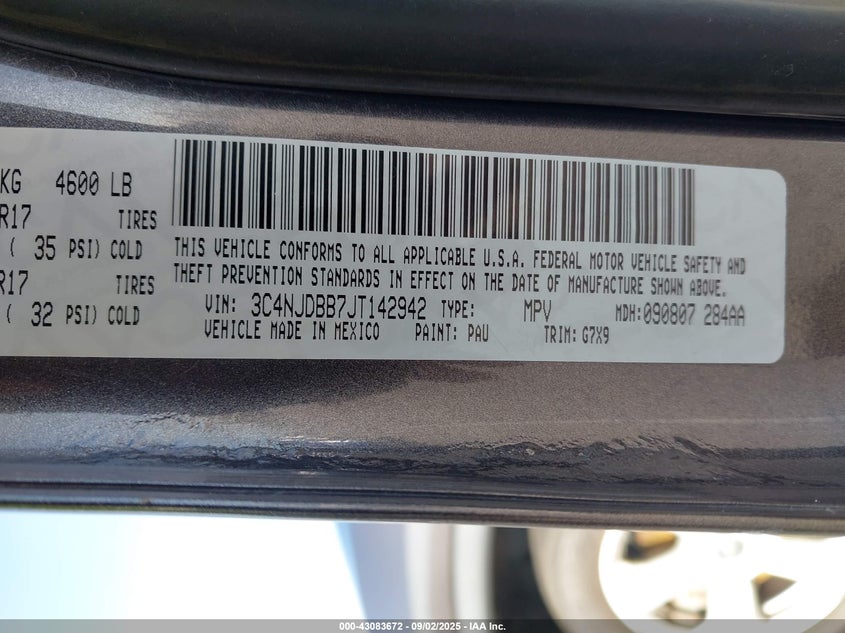 KG 4600 LB
R17 TIRES
( 35 PSI) COLD
R17 TIRES
( 32 PSI) COLD
THIS VEHICLE CONFORMS TO ALL APPLICABLE U.S.A. FEDERAL MOTOR VEHICLE SAFETY AND
THEFT PREVENTION STANDARDS IN EFFECT ON THE DATE OF MANUFACTURE SHOWN ABOVE.
VIN: 3C4NJDBB7JT142942 TYPE: MPV MDH:090807 284AA
VEHICLE MADE IN MEXICO PAINT: PAU TRIM: G7X9
000-43083672 - 09/02/2025 - IAA Inc.